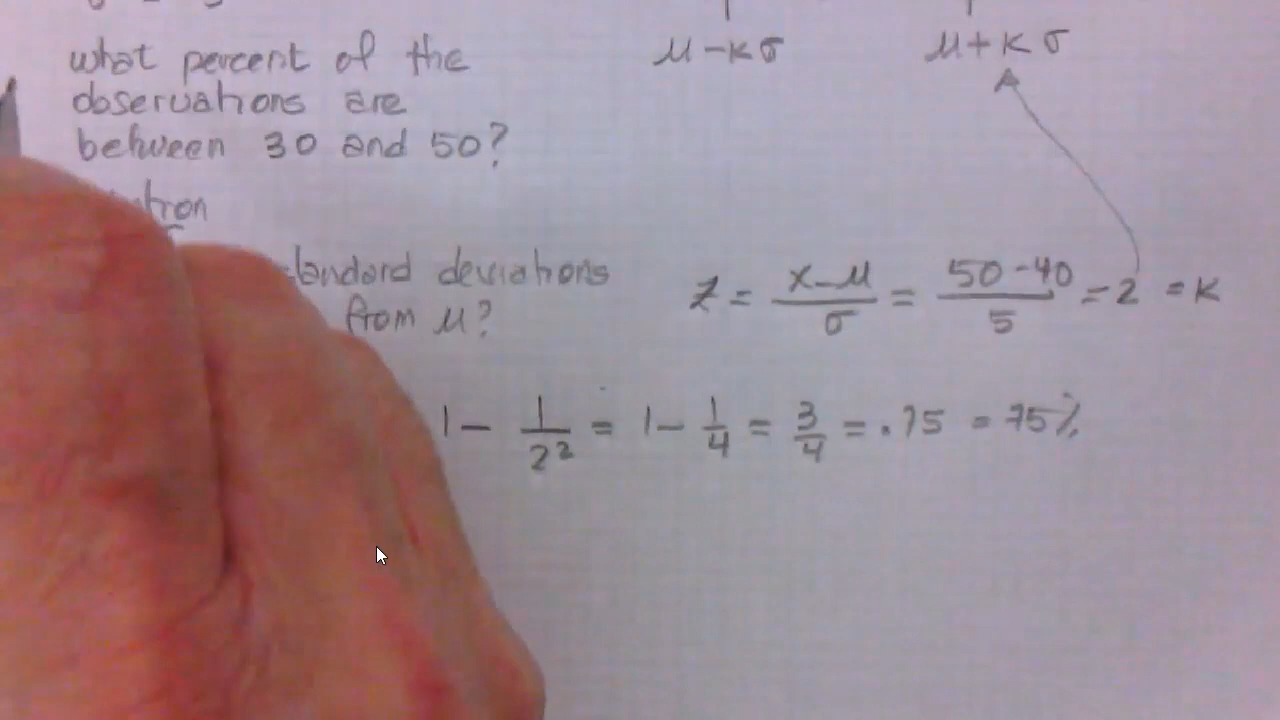 what percent of the
observations are
between 30 and 50?
μ-kσ
μ+kσ
standard deviations
from μ?
z = x-μ/σ = 50-40/5 = 2 = k
1 - 1/2² = 1 - 1/4 = 3/4 = .75 = 75%